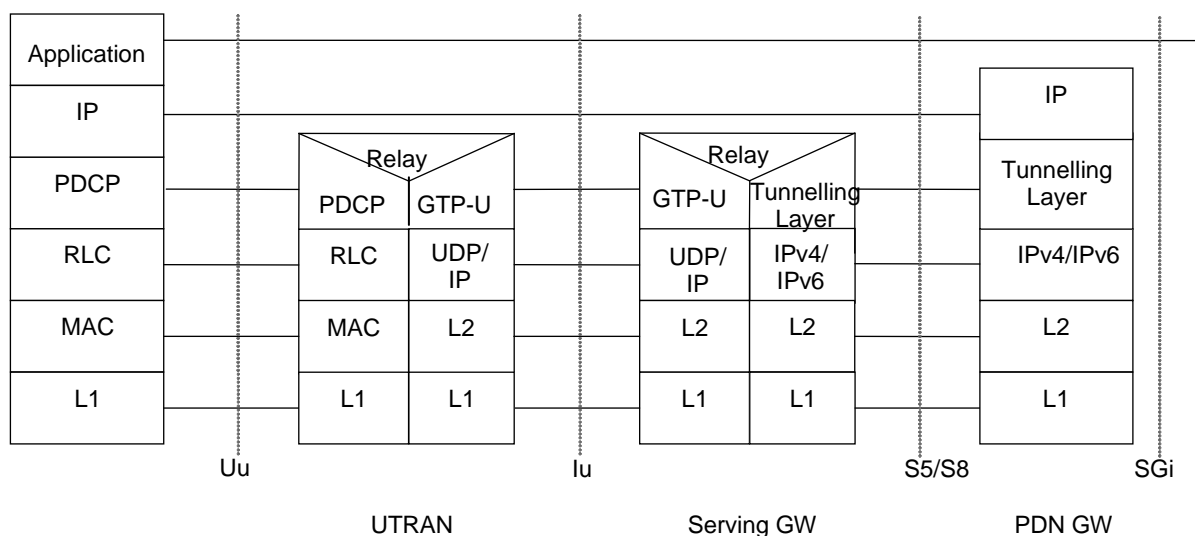 Application
IP
PDCP
RLC
MAC
L1
Relay
PDCP
GTP-U
RLC
UDP/
IP
MAC
L2
L1
L1
Relay
GTP-U
Tunnelling
Layer
UDP/
IP
IPv4/
IPv6
L2
L2
L1
L1
IP
Tunnelling
Layer
IPv4/IPv6
L2
L1
Uu
Iu
S5/S8
SGi
UTRAN
Serving GW
PDN GW